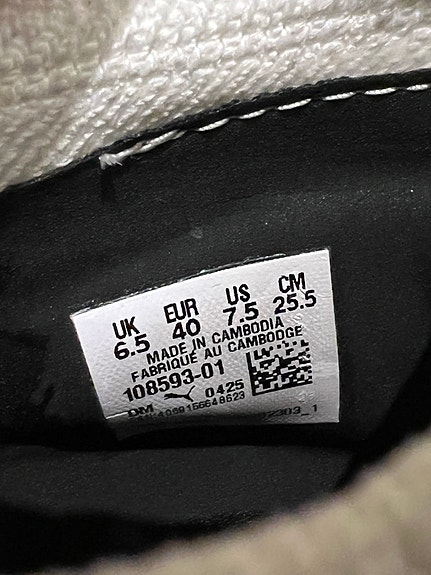 UK EUR US CM
6.5 40 7.5 25.5
MADE IN CAMBODIA
FABRIQUÉ AU CAMBODGE
108593-01
DM 0425